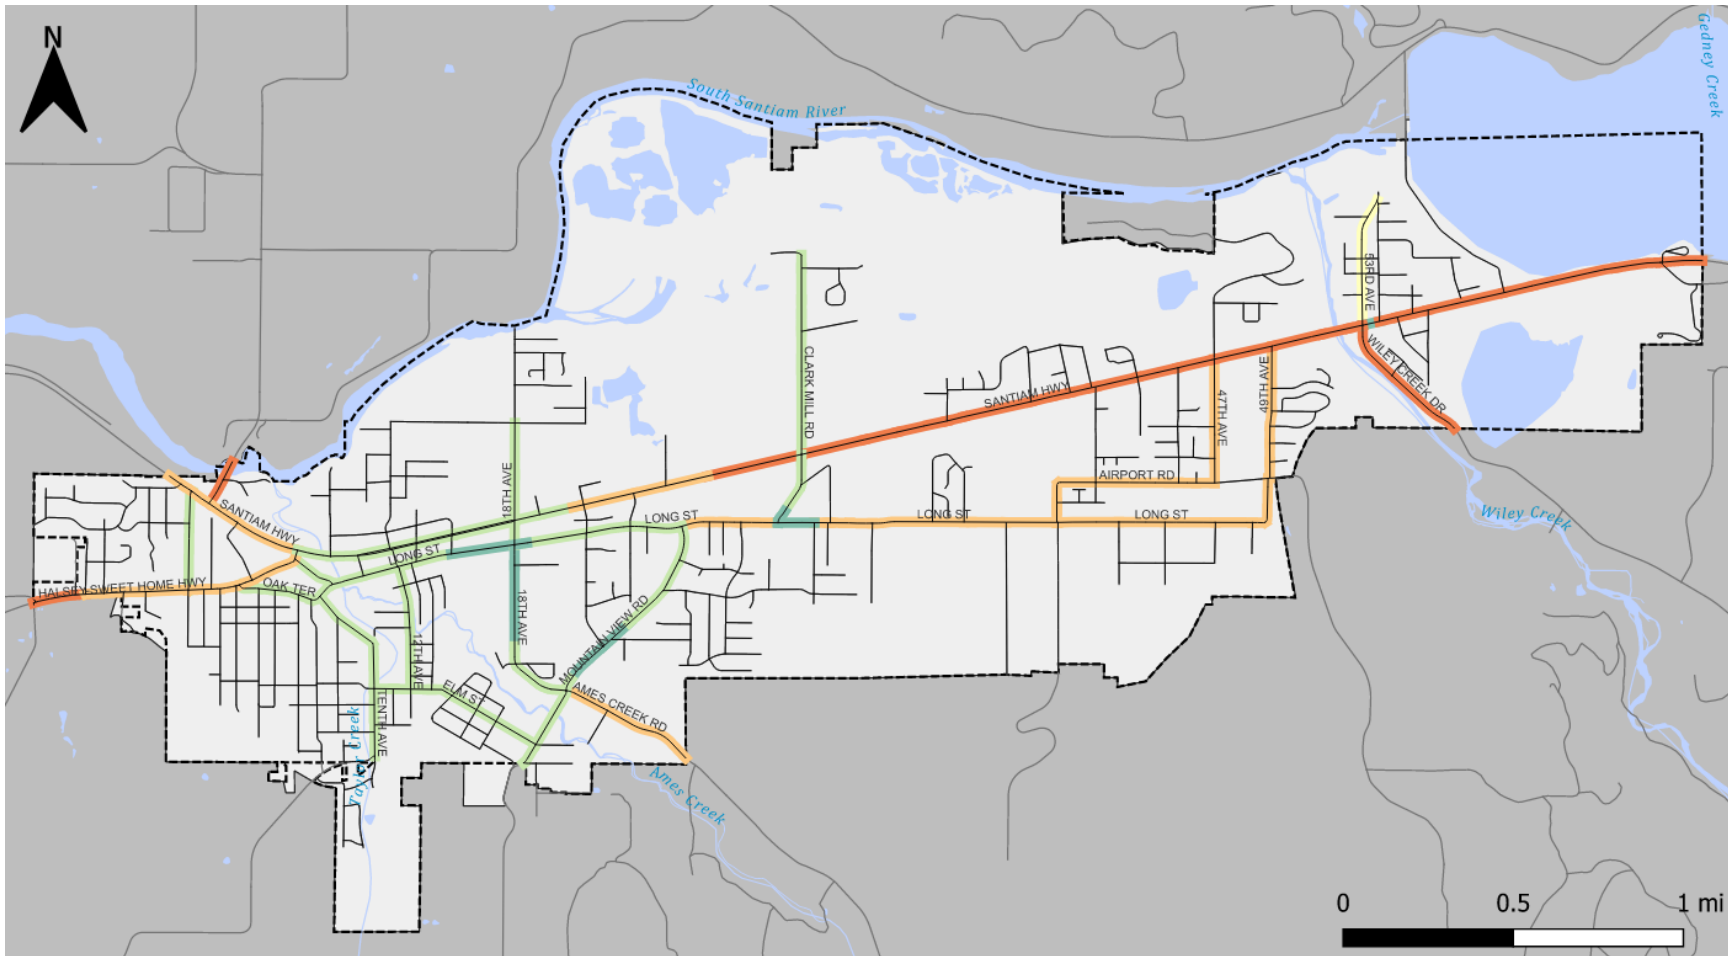 N
Gedney Creek
South Santiam River
53RD AVE
WILEY CREEK DR
CLARK MILL RD
SANTIAM HWY
49TH AVE
47TH AVE
AIRPORT RD
18TH AVE
SANTIAM HWY
LONG ST
LONG ST
LONG ST
Wiley Creek
LONG ST
HALSEY-SWEET HOME HWY
OAK TER
18TH AVE
MOUNTAIN VIEW RD
12TH AVE
ELM ST
AMES CREEK RD
TENTH AVE
Taylor Creek
Ames Creek
0 0.5 1 mi